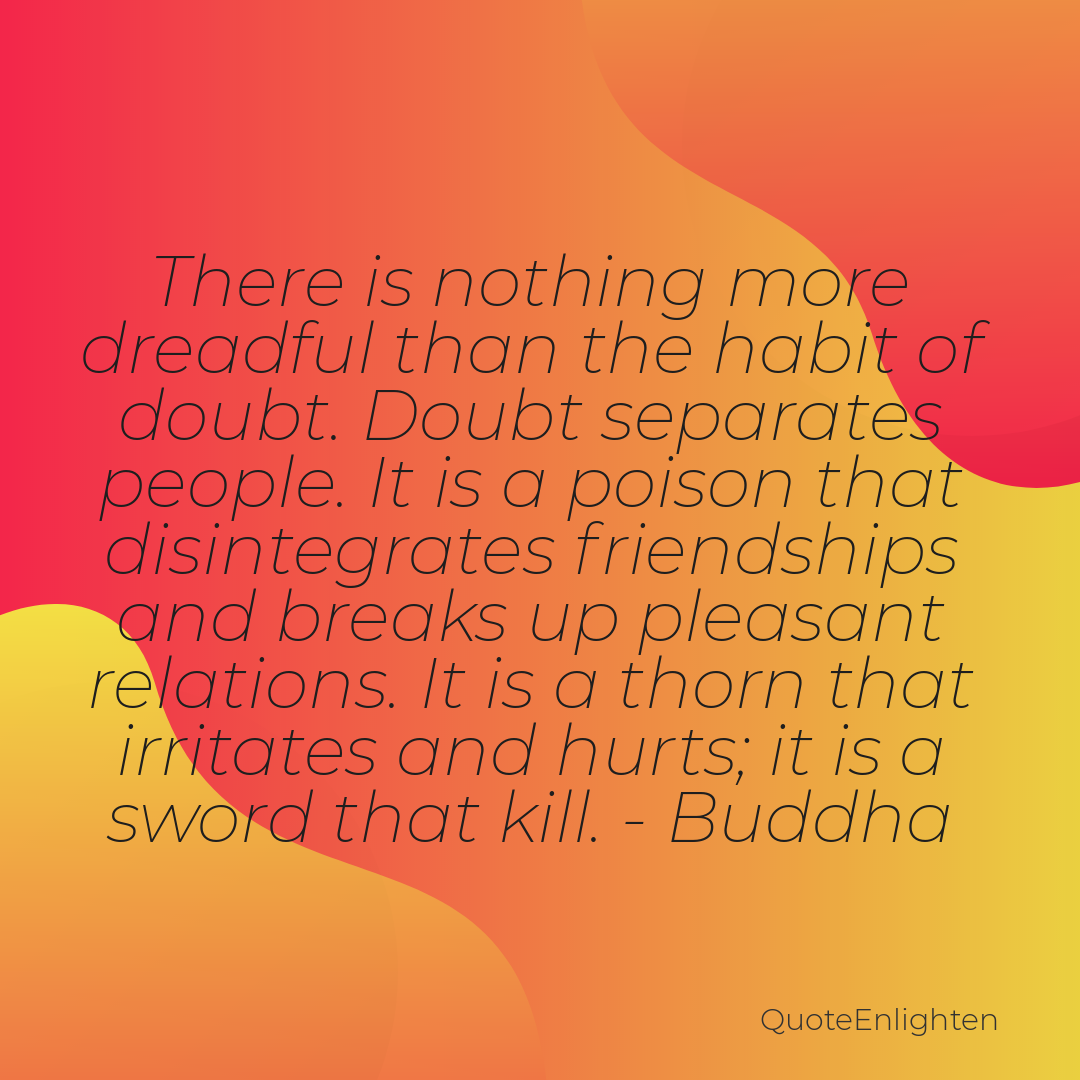 There is nothing more
dreadful than the habit of
doubt. Doubt separates
people. It is a poison that
disintegrates friendships
and breaks up pleasant
relations. It is a thorn that
irritates and hurts; it is a
sword that kill. - Buddha
QuoteEnlighten